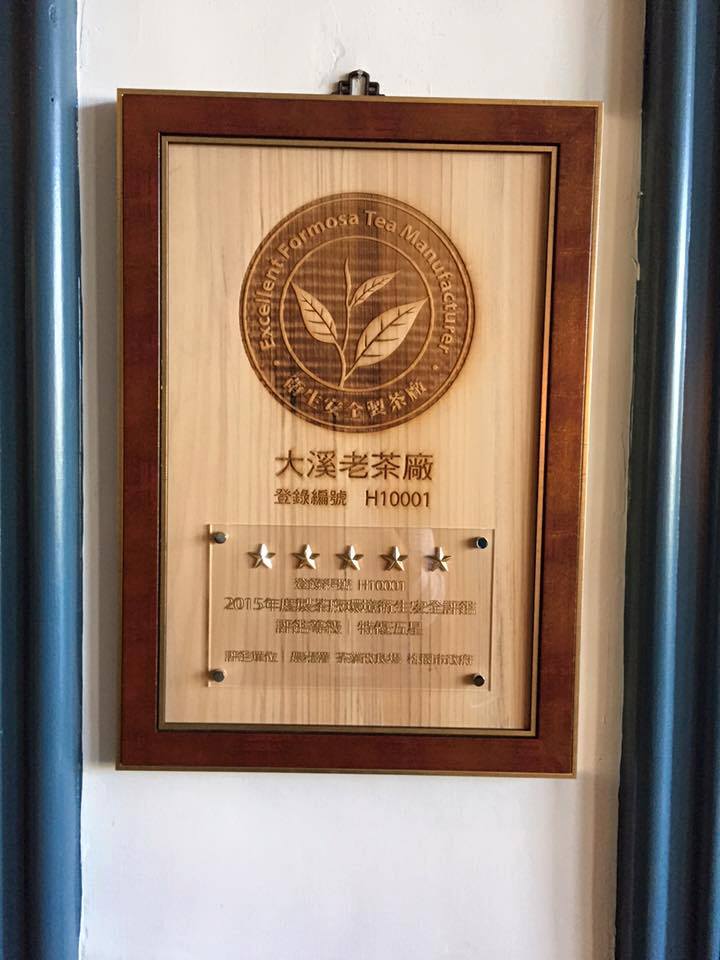 Excellent Formosa Tea Manufacturer
衛生安全製茶廠
大溪老茶廠
登錄編號 H10001
登錄編號 H10001
2015年度製茶廠環境衛生安全評鑑
評鑑等級｜特優五星
評鑑單位｜農糧署 茶業改良場 桃園市政府